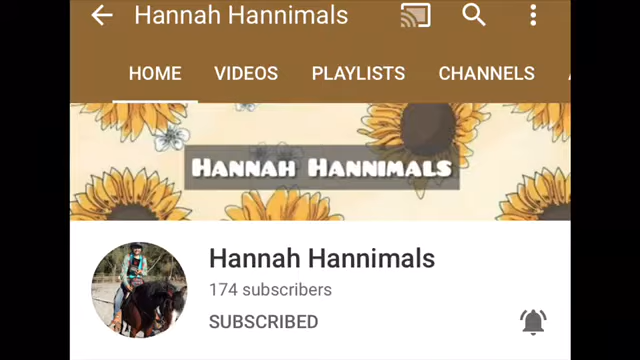 Hannah Hannimals
HOME VIDEOS PLAYLISTS CHANNELS
HANNAH HANNIMALS
Hannah Hannimals
174 subscribers
SUBSCRIBED